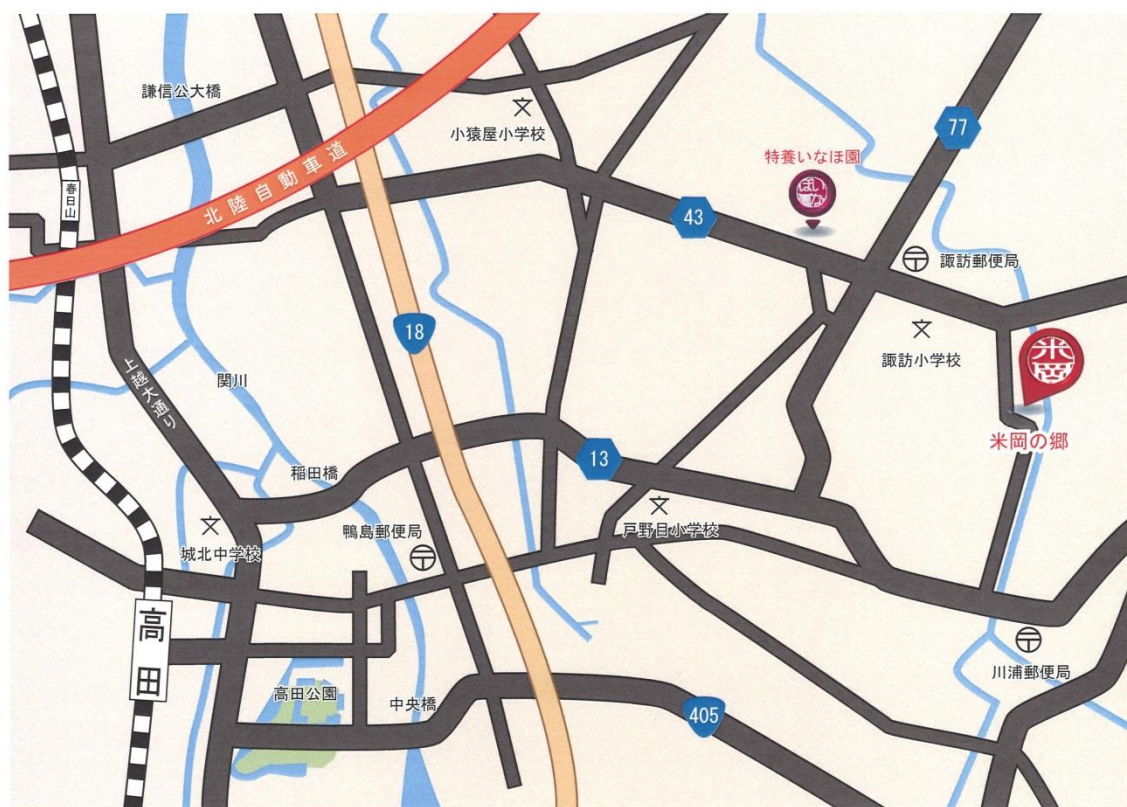 謙信公大橋
小猿屋小学校
77
特養いなほ園
北陸自動車道
春日山
43
諏訪郵便局
18
諏訪小学校
米岡
米岡の郷
上越大通り
関川
稲田橋
13
鴨島郵便局
戸野目小学校
城北中学校
高田
川浦郵便局
高田公園
中央橋
405